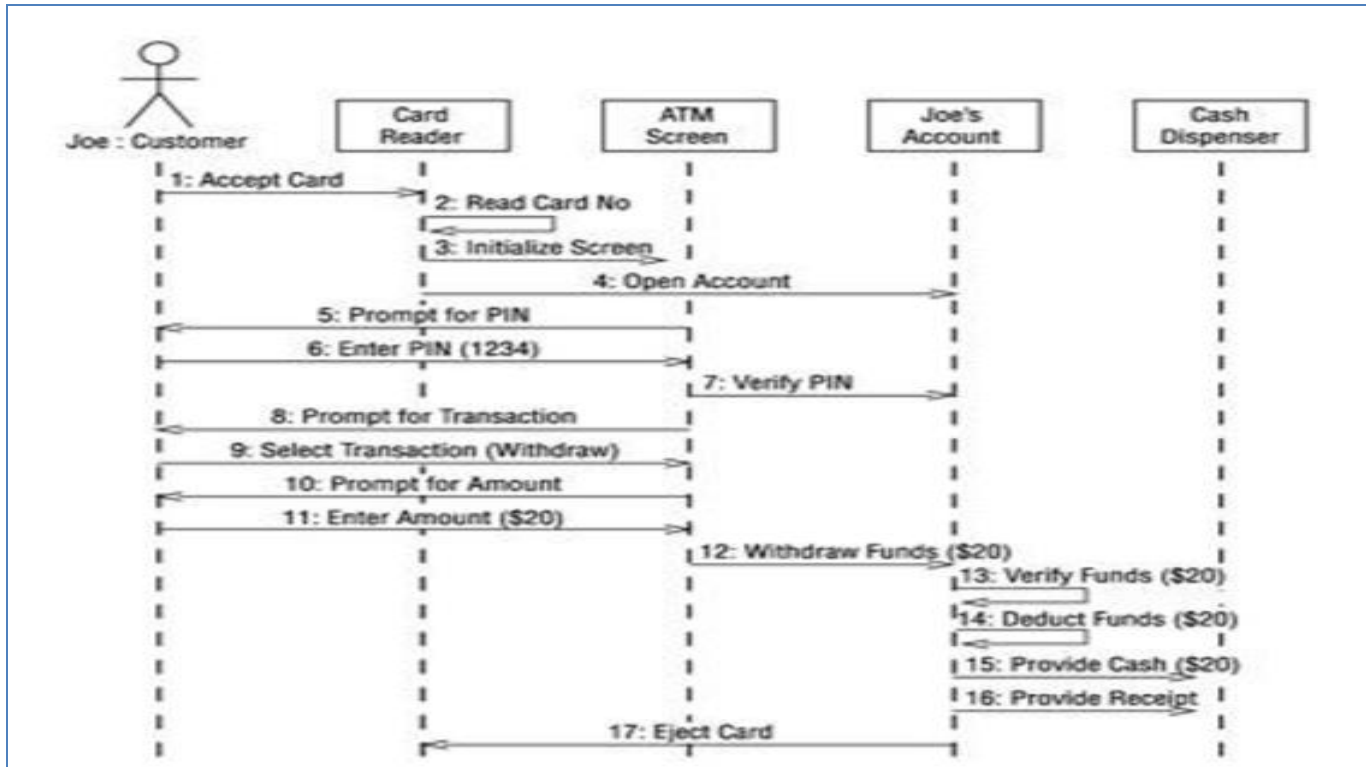 Joe : Customer
Card
Reader
ATM
Screen
Joe's
Account
Cash
Dispenser
1: Accept Card
2: Read Card No
3: Initialize Screen
4: Open Account
5: Prompt for PIN
6: Enter PIN (1234)
7: Verify PIN
8: Prompt for Transaction
9: Select Transaction (Withdraw)
10: Prompt for Amount
11: Enter Amount ($20)
12: Withdraw Funds ($20)
13: Verify Funds ($20)
14: Deduct Funds ($20)
15: Provide Cash ($20)
16: Provide Receipt
17: Eject Card